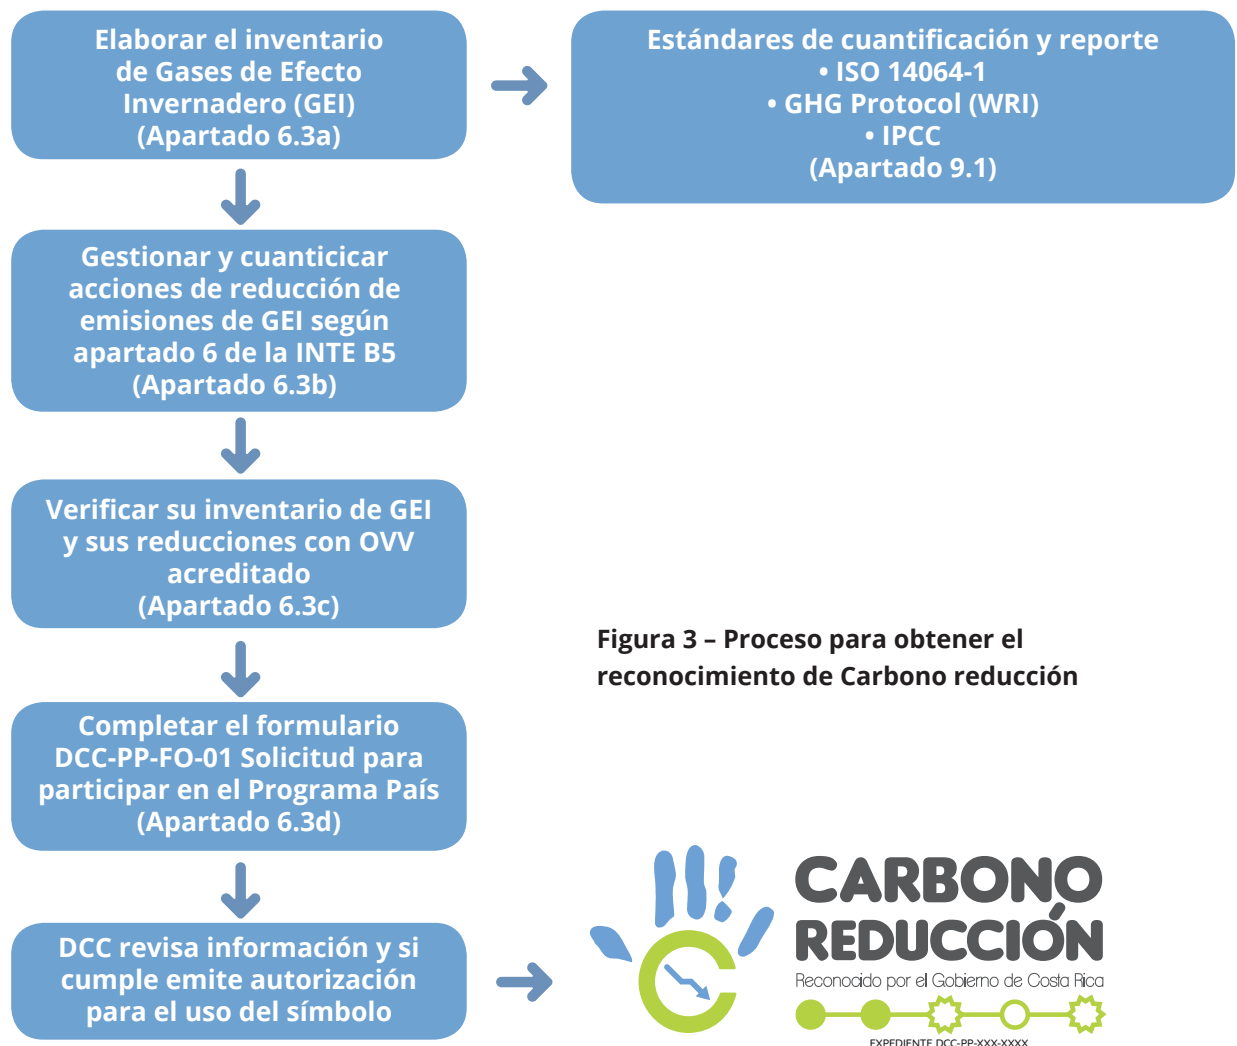 Elaborar el inventario
de Gases de Efecto
Invernadero (GEI)
(Apartado 6.3a)
Estándares de cuantificación y reporte
• ISO 14064-1
• GHG Protocol (WRI)
• IPCC
(Apartado 9.1)
Gestionar y cuanticicar
acciones de reducción de
emisiones de GEI según
apartado 6 de la INTE B5
(Apartado 6.3b)
Verificar su inventario de GEI
y sus reducciones con OVV
acreditado
(Apartado 6.3c)
Figura 3 – Proceso para obtener el
reconocimiento de Carbono reducción
Completar el formulario
DCC-PP-FO-01 Solicitud para
participar en el Programa País
(Apartado 6.3d)
DCC revisa información y si
cumple emite autorización
para el uso del símbolo
CARBONO
REDUCCIÓN
Reconocido por el Gobierno de Costa Rica
EXPEDIENTE DCC-PP-XXX-XXXX